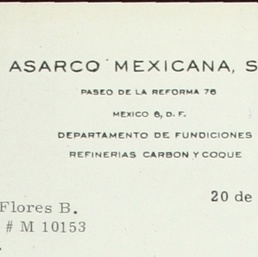 ASARCO MEXICANA, S
PASEO DE LA REFORMA 76
MEXICO 6, D. F.
DEPARTAMENTO DE FUNDICIONES
REFINERIAS CARBON Y COQUE
20 de
Flores B.
# M 10153